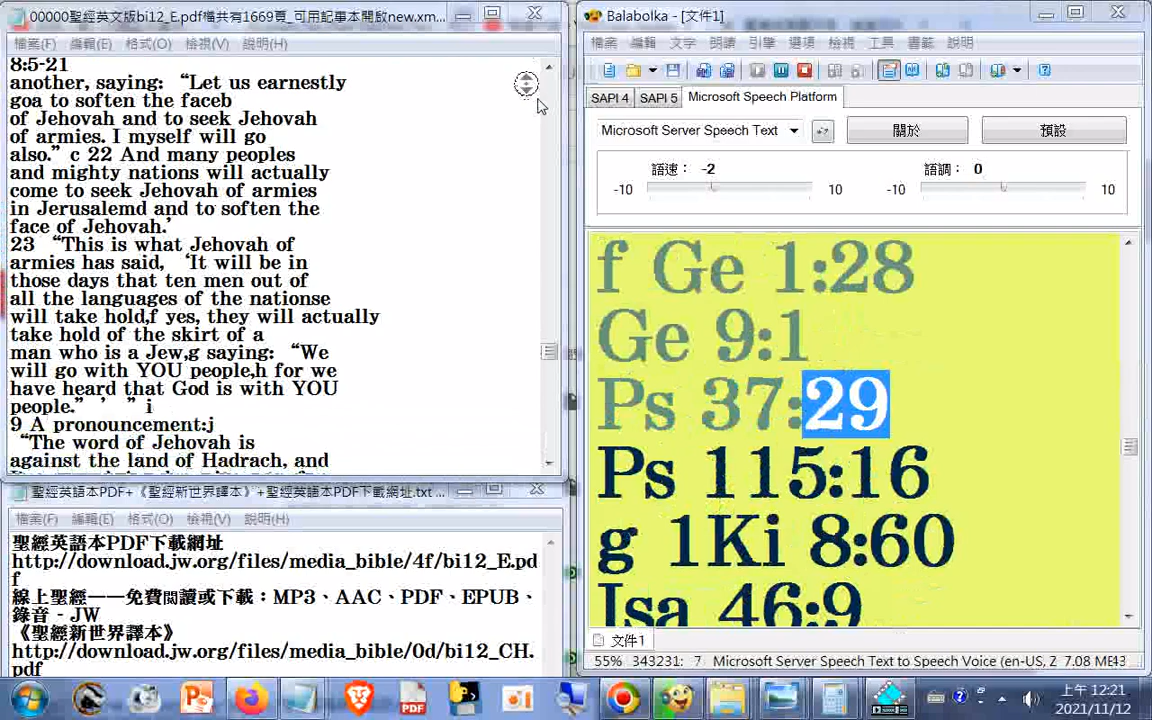 00000聖經英文版bi12_E.pdf檔共有1669頁_可用記事本開啟new.xm...
檔案(F) 編輯(E) 格式(O) 檢視(V) 說明(H)
8:5-21
another, saying: “Let us earnestly
goa to soften the faceb
of Jehovah and to seek Jehovah
of armies. I myself will go
also.” c 22 And many peoples
and mighty nations will actually
come to seek Jehovah of armies
in Jerusalemd and to soften the
face of Jehovah.’
23 “This is what Jehovah of
armies has said, ‘It will be in
those days that ten men out of
all the languages of the nationse
will take hold,f yes, they will actually
take hold of the skirt of a
man who is a Jew,g saying: “We
will go with YOU people,h for we
have heard that God is with YOU
people.” ’ ” i
9 A pronouncement:j
“The word of Jehovah is
against the land of Hadrach, and
聖經英語本PDF+《聖經新世界譯本》+聖經英語本PDF下載網址.txt ...
檔案(F) 編輯(E) 格式(O) 檢視(V) 說明(H)
聖經英語本PDF下載網址
http://download.jw.org/files/media_bible/4f/bi12_E.pd
f
線上聖經——免費閱讀或下載：MP3、AAC、PDF、EPUB、
錄音 - JW
《聖經新世界譯本》
http://download.jw.org/files/media_bible/0d/bi12_CH.
pdf
Balabolka - [文件1]
檔案 編輯 文字 朗讀 引擎 選項 檢視 工具 書籤 說明
SAPI 4 SAPI 5 Microsoft Speech Platform
Microsoft Server Speech Text 關於 預設
語速： -2 語調： 0
-10 10 -10 10
f Ge 1:28
Ge 9:1
Ps 37:29
Ps 115:16
g 1Ki 8:60
Isa 46:9
文件1
55% 343231: 7 Microsoft Server Speech Text to Speech Voice (en-US, 2 7.08 ME43
上午 12:21
2021/11/12